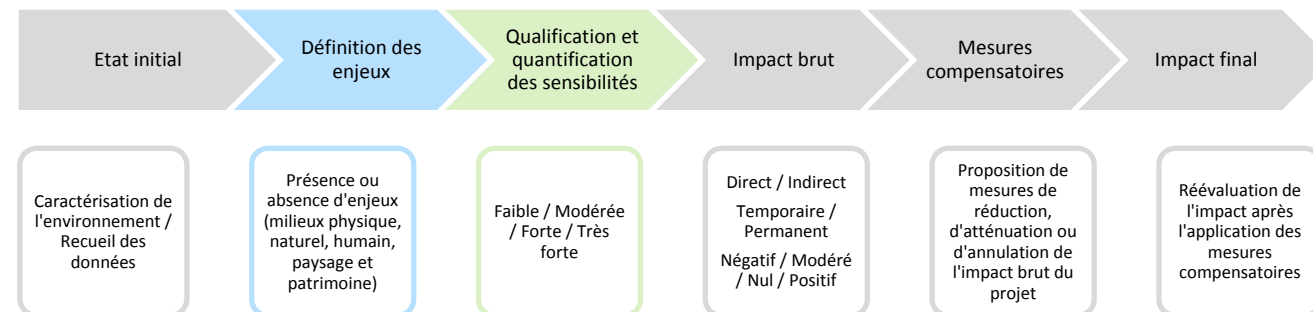 Etat initial
Définition des
enjeux
Qualification et
quantification
des sensibilités
Impact brut
Mesures
compensatoires
Impact final
Caractérisation de
l'environnement /
Recueil des
données
Présence ou
absence d'enjeu
(milieux physique,
naturel, humain,
paysage et
patrimoine)
Faible / Modérée
/ Forte / Très
forte
Direct / Indirect
Temporaire /
Permanent
Négatif / Modéré
/ Nul / Positif
Proposition de
mesures de
réduction,
d'atténuation ou
d'annulation de
l'impact brut du
projet
Réévaluation de
l'impact après
l'application des
mesures
compensatoires